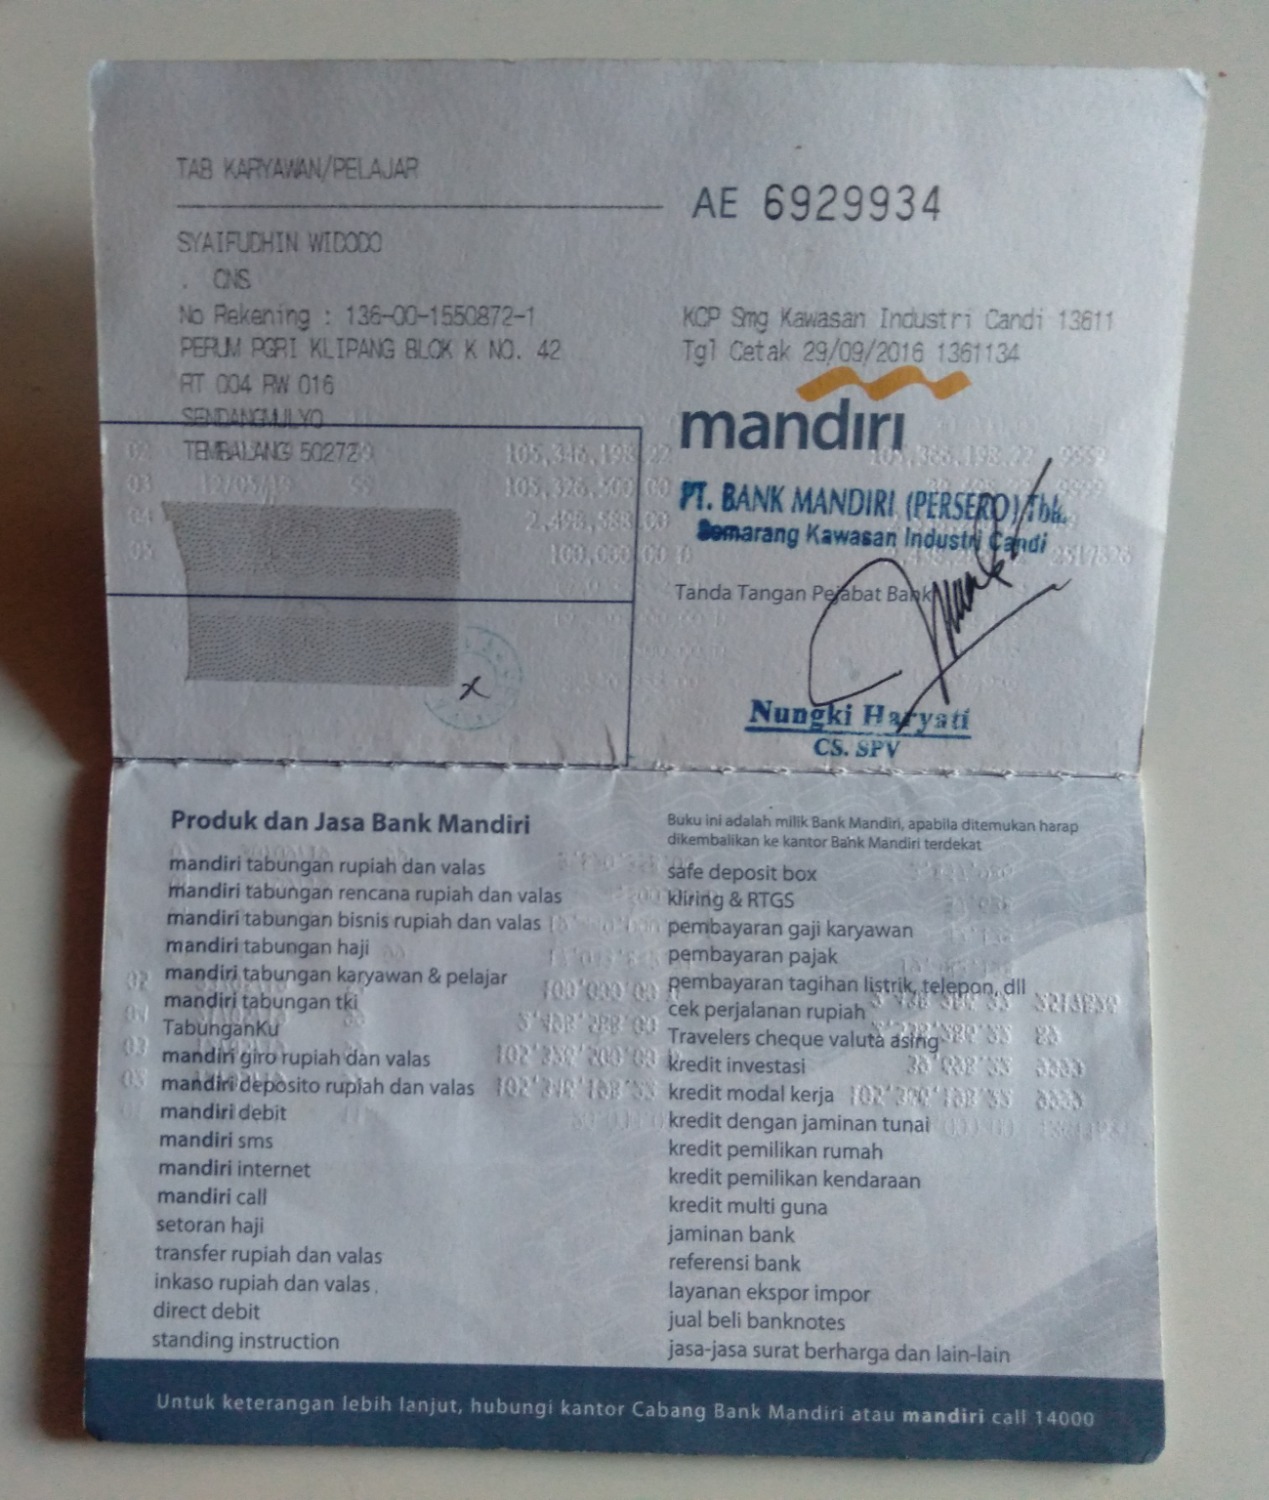 TAB KARYAWAN/PELAJAR
AE 6929934
SYAIFUDHIN WIDODO
. CNS
No Rekening : 136-00-1550872-1
PERUM PGRI KLIPANG BLOK K NO. 42
RT 004 RW 016
SENDANGMULYO
TEMBALANG 50272
KCP Smg Kawasan Industri Candi 13611
Tgl Cetak 29/09/2016 1361134
mandiri
PT. BANK MANDIRI (PERSERO) Tbk.
Semarang Kawasan Industri Candi
Tanda Tangan Pejabat Bank
Nungki Haryati
CS. SPV
x
Produk dan Jasa Bank Mandiri
mandiri tabungan rupiah dan valas
mandiri tabungan rencana rupiah dan valas
mandiri tabungan bisnis rupiah dan valas
mandiri tabungan haji
mandiri tabungan karyawan & pelajar
mandiri tabungan tki
TabunganKu
mandiri giro rupiah dan valas
mandiri deposito rupiah dan valas
mandiri debit
mandiri sms
mandiri internet
mandiri call
setoran haji
transfer rupiah dan valas
inkaso rupiah dan valas
direct debit
standing instruction
Buku ini adalah milik Bank Mandiri, apabila ditemukan harap
dikembalikan ke kantor Bank Mandiri terdekat
safe deposit box
kliring & RTGS
pembayaran gaji karyawan
pembayaran pajak
pembayaran tagihan listrik, telepon, dll
cek perjalanan rupiah
Travelers cheque valuta asing
kredit investasi
kredit modal kerja
kredit dengan jaminan tunai
kredit pemilikan rumah
kredit pemilikan kendaraan
kredit multi guna
jaminan bank
referensi bank
layanan ekspor impor
jual beli banknotes
jasa-jasa surat berharga dan lain-lain
Untuk keterangan lebih lanjut, hubungi kantor Cabang Bank Mandiri atau mandiri call 14000